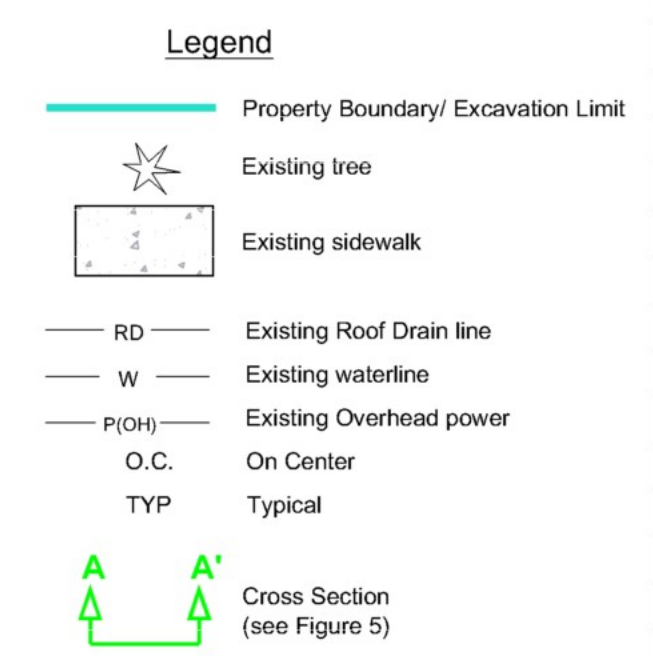 Legend
Property Boundary/ Excavation Limit
Existing tree
Existing sidewalk
RD Existing Roof Drain line
W Existing waterline
P(OH) Existing Overhead power
O.C. On Center
TYP Typical
A A'
Cross Section
(see Figure 5)